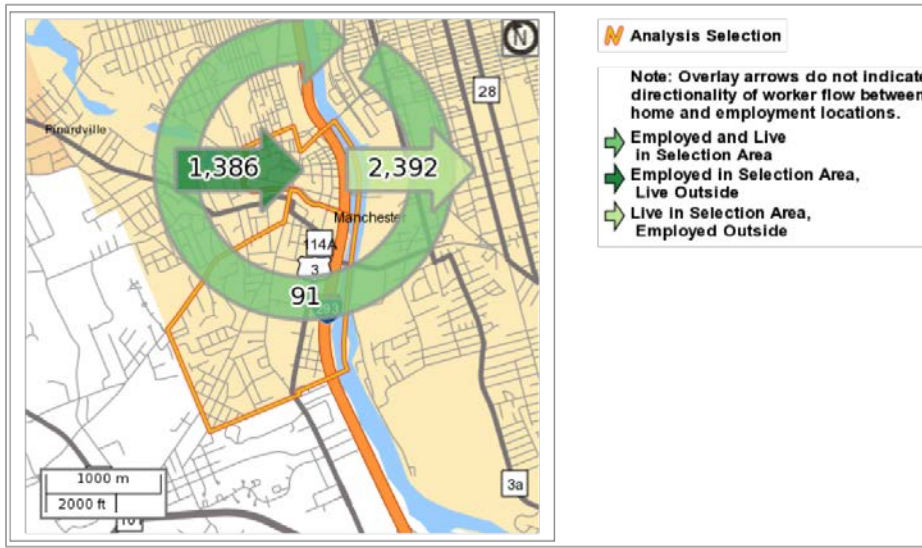 N
28
Pinardville
1,386
2,392
Manchester
114A
3
91
293
1000 m
2000 ft
101
3a
Analysis Selection
Note: Overlay arrows do not indicate
directionality of worker flow between
home and employment locations.
Employed and Live
in Selection Area
Employed in Selection Area,
Live Outside
Live in Selection Area,
Employed Outside